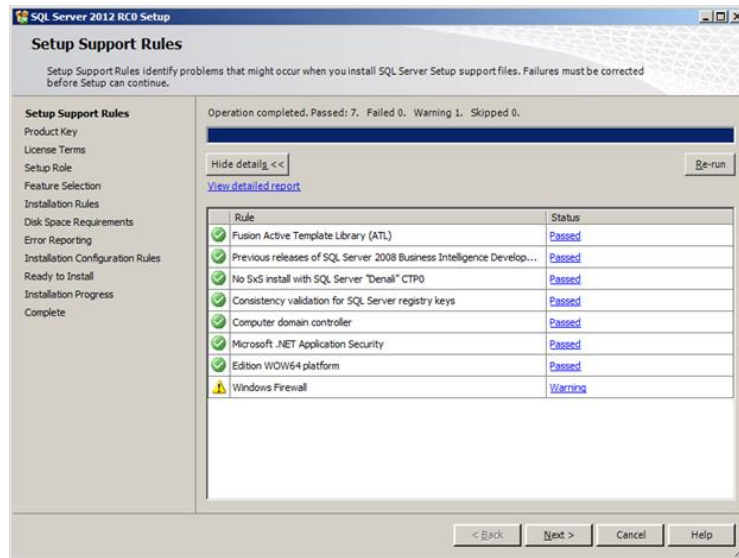 SQL Server 2012 RC0 Setup
Setup Support Rules
Setup Support Rules identify problems that might occur when you install SQL Server Setup support files. Failures must be corrected
before Setup can continue.
Setup Support Rules
Product Key
License Terms
Setup Role
Feature Selection
Installation Rules
Disk Space Requirements
Error Reporting
Installation Configuration Rules
Ready to Install
Installation Progress
Complete
Operation completed. Passed: 7. Failed 0. Warning 1. Skipped 0.
Hide details <<
Re-run
View detailed report
Rule Status
Fusion Active Template Library (ATL) Passed
Previous releases of SQL Server 2008 Business Intelligence Develop... Passed
No SxS install with SQL Server "Denali" CTP0 Passed
Consistency validation for SQL Server registry keys Passed
Computer domain controller Passed
Microsoft .NET Application Security Passed
Edition WOW64 platform Passed
Windows Firewall Warning
< Back Next > Cancel Help